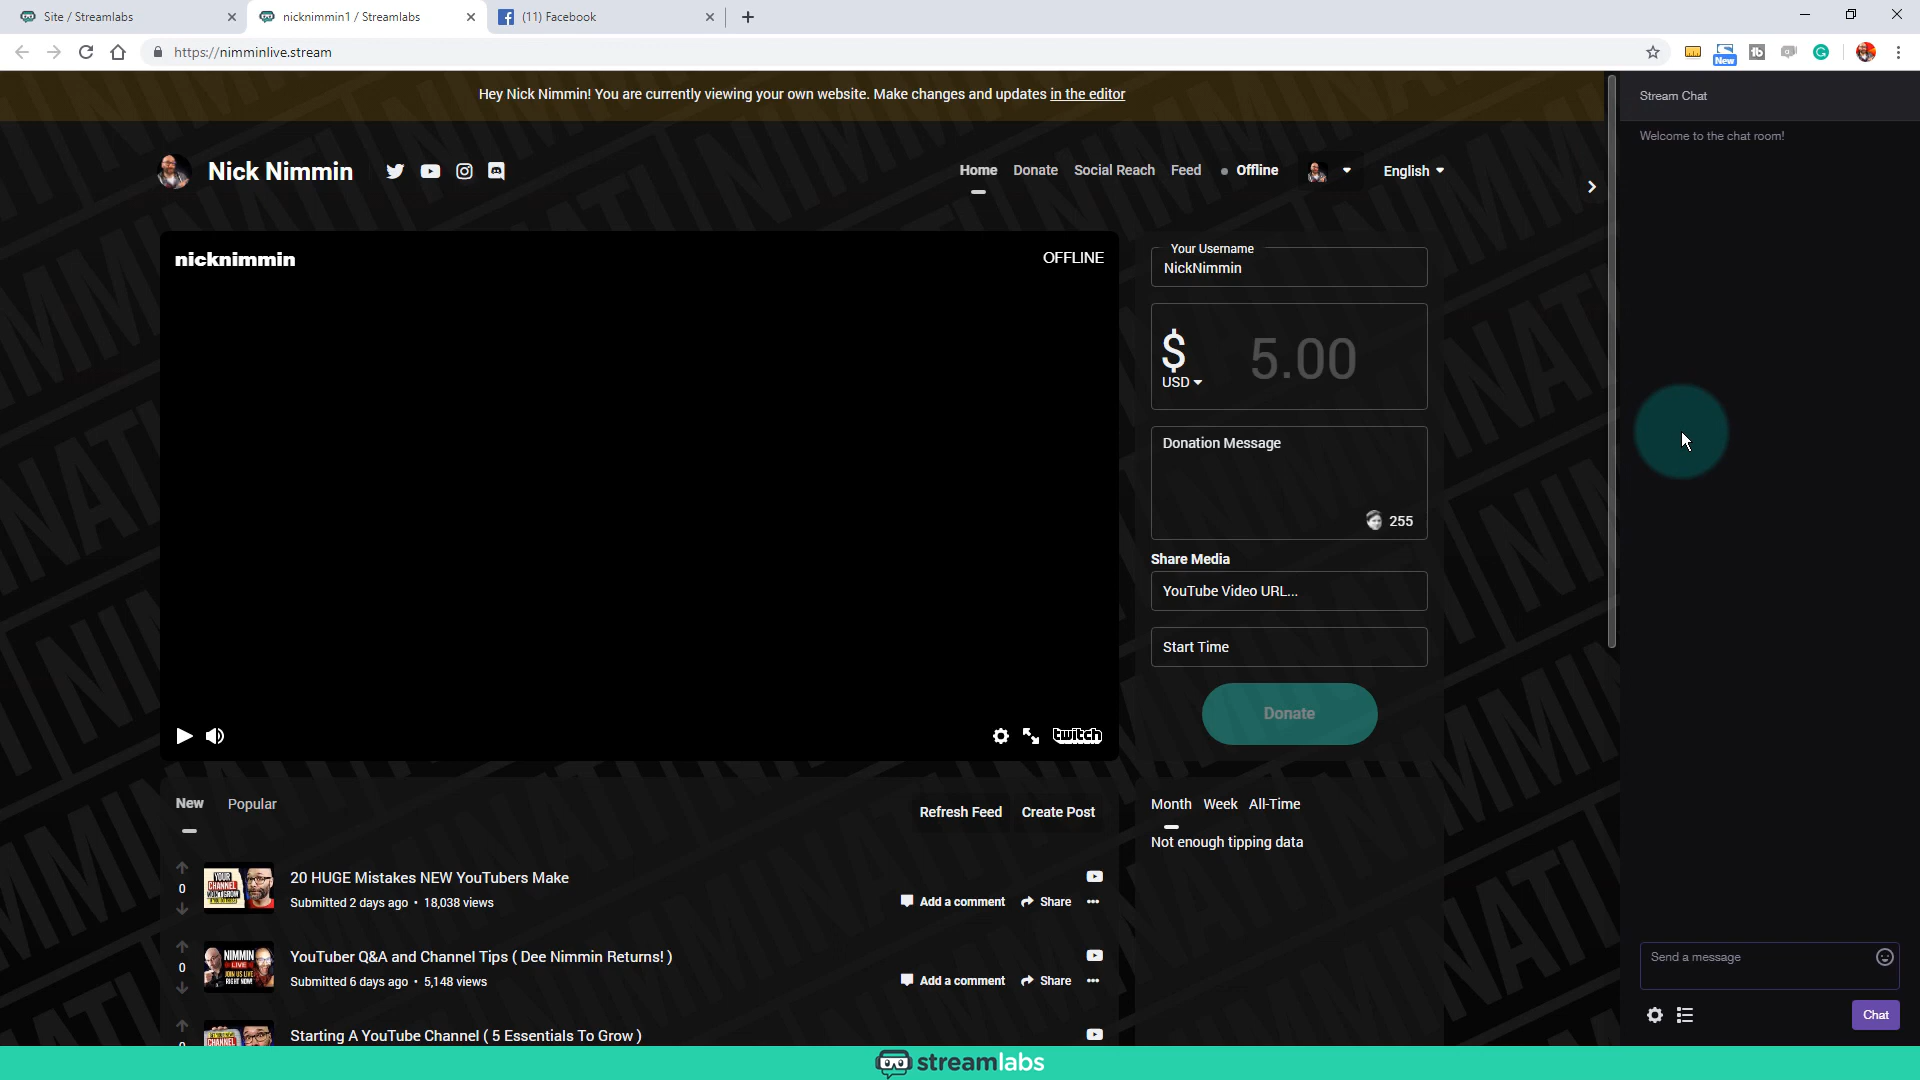 Site / Streamlabs
nicknimmin1 / Streamlabs
(11) Facebook
https://nimminlive.stream
New
Hey Nick Nimmin! You are currently viewing your own website. Make changes and updates in the editor
Stream Chat
Welcome to the chat room!
Nick Nimmin
Home
Donate
Social Reach
Feed
Offline
English
nicknimmin
OFFLINE
Your Username
NickNimmin
$
USD
5.00
Donation Message
255
Share Media
YouTube Video URL...
Start Time
Donate
twitch
New
Popular
Refresh Feed
Create Post
Month
Week
All-Time
Not enough tipping data
0
20 HUGE Mistakes NEW YouTubers Make
Submitted 2 days ago • 18,038 views
Add a comment
Share
0
YouTuber Q&A and Channel Tips ( Dee Nimmin Returns! )
Submitted 6 days ago • 5,148 views
Add a comment
Share
Starting A YouTube Channel ( 5 Essentials To Grow )
Send a message
Chat
streamlabs